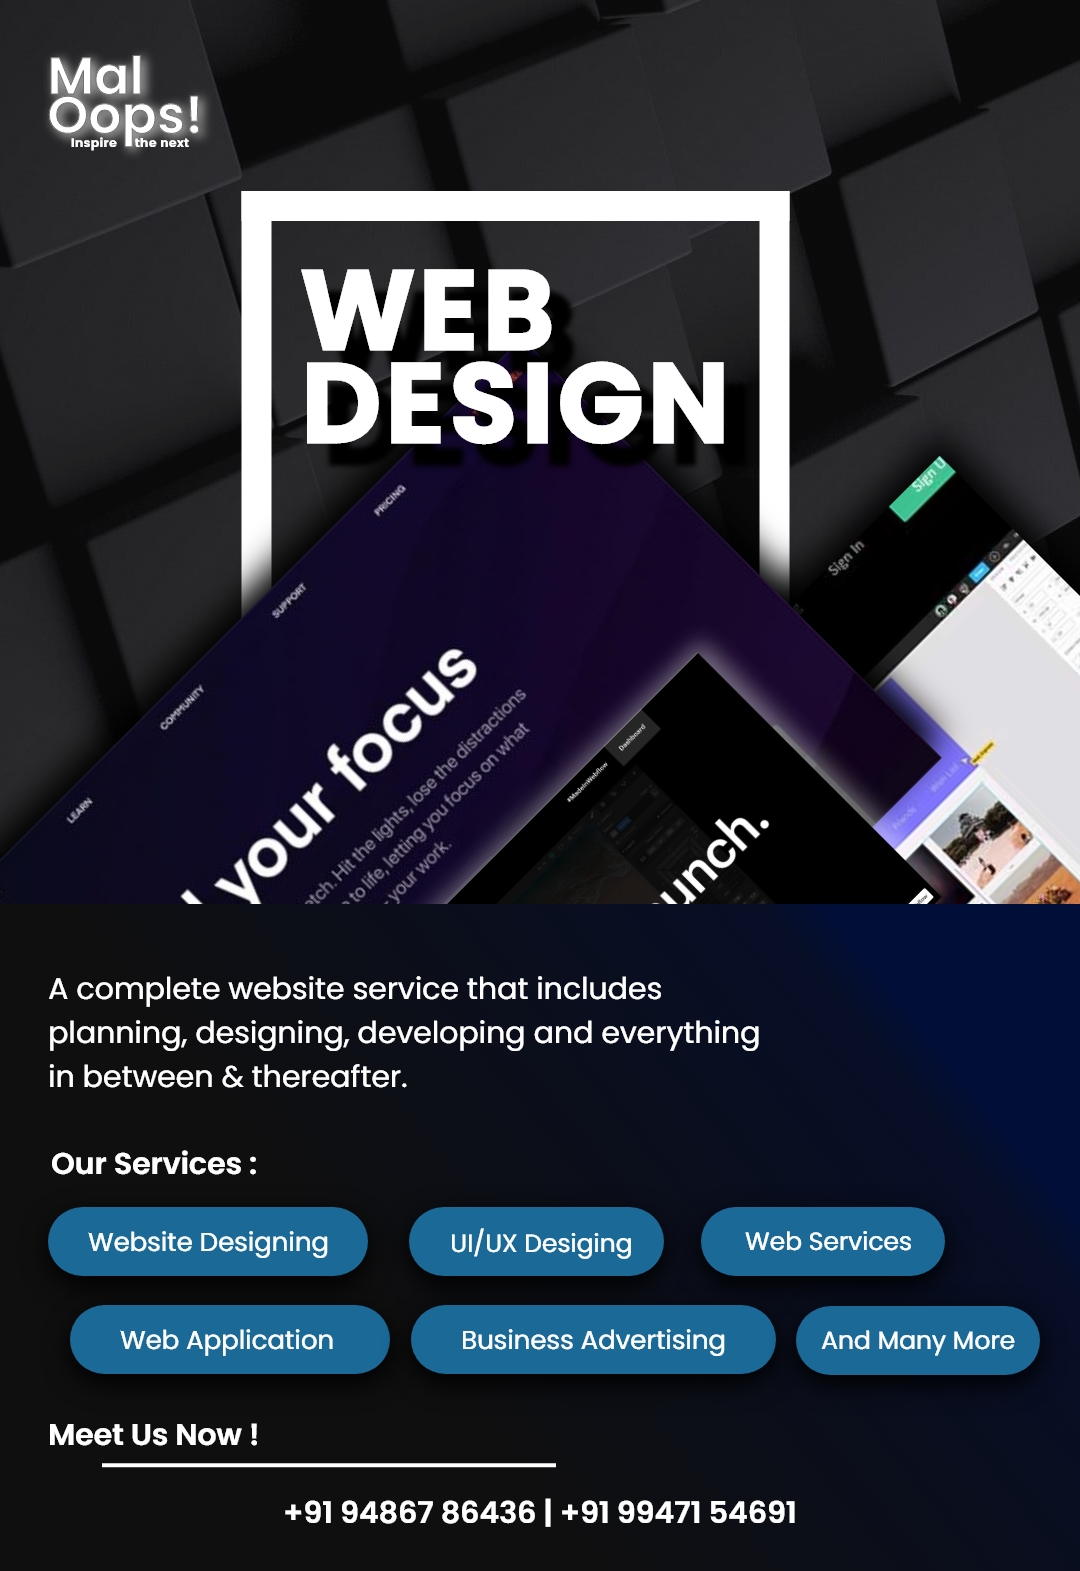 Mal
Oops!
Inspire the next
WEB
DESIGN
PRICING
SUPPORT
COMMUNITY
LEARN
your focus
Hit the lights, lose the distractions
to life, letting you focus on what
your work.
Sign In
Sign U
Dashboard
#MadeInWebflow
unch.
Friends
Wish List
A complete website service that includes
planning, designing, developing and everything
in between & thereafter.
Our Services :
Website Designing
UI/UX Desiging
Web Services
Web Application
Business Advertising
And Many More
Meet Us Now !
+91 94867 86436 | +91 99471 54691